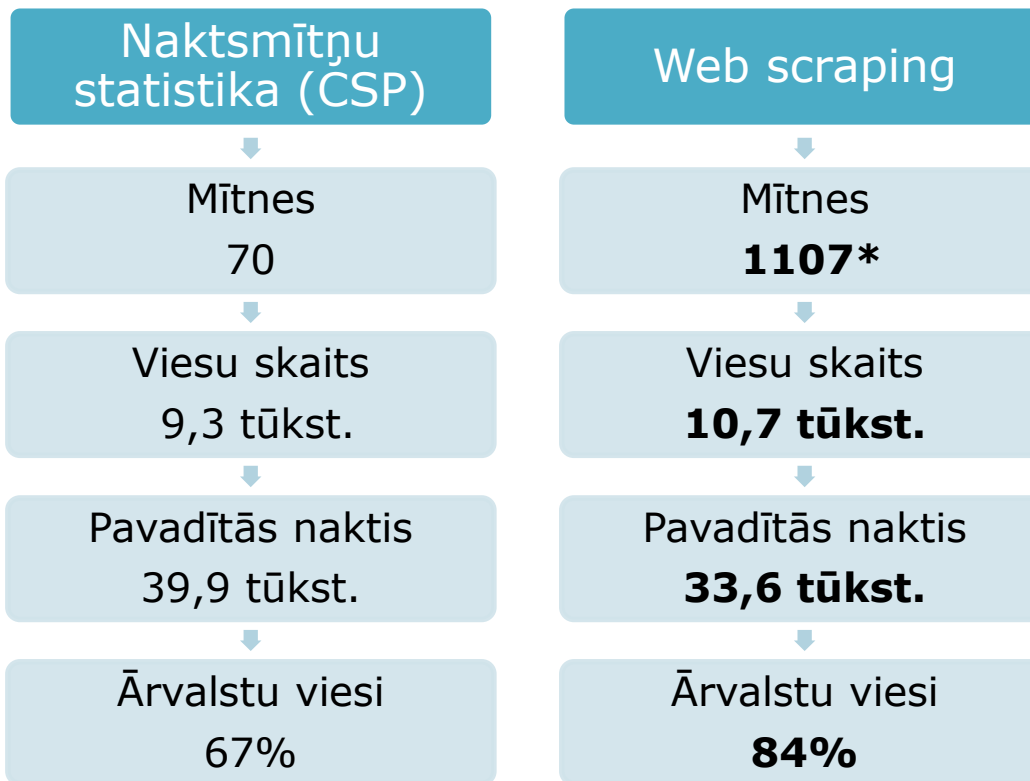 Naktsmītņu
statistika (CSP)
Mītnes
70
Viesu skaits
9,3 tūkst.
Pavadītās naktis
39,9 tūkst.
Ārvalstu viesi
67%
Web scraping
Mītnes
1107*
Viesu skaits
10,7 tūkst.
Pavadītās naktis
33,6 tūkst.
Ārvalstu viesi
84%